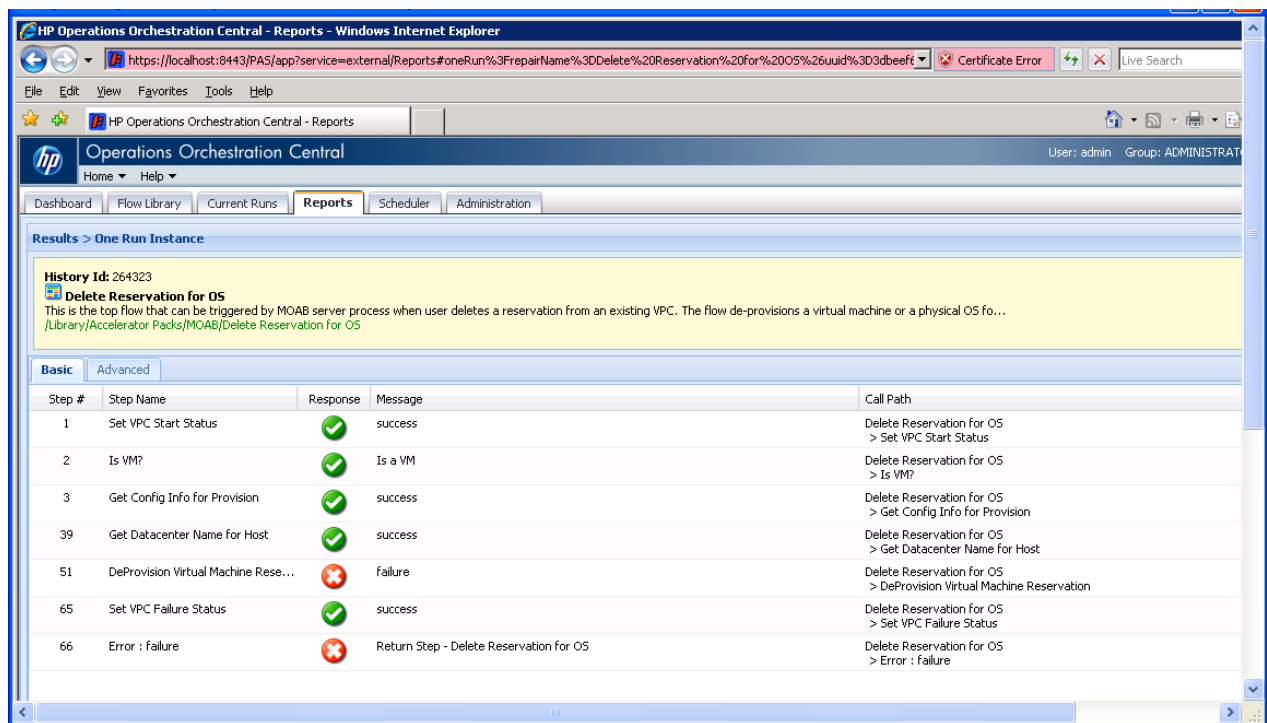 HP Operations Orchestration Central - Reports - Windows Internet Explorer
https://localhost:8443/PAS/app?service=external/Reports#oneRun%3FrepairName%3DDelete%20Reservation%20for%20OS%26uuid%3D3dbeef6 Certificate Error Live Search
File Edit View Favorites Tools Help
HP Operations Orchestration Central - Reports
hp Operations Orchestration Central User: admin Group: ADMINISTRAT
Home Help
Dashboard Flow Library Current Runs Reports Scheduler Administration
Results > One Run Instance
History Id: 264323
Delete Reservation for OS
This is the top flow that can be triggered by MOAB server process when user deletes a reservation from an existing VPC. The flow de-provisions a virtual machine or a physical OS fo...
/Library/Accelerator Packs/MOAB/Delete Reservation for OS
Basic Advanced
Step # Step Name Response Message Call Path
1 Set VPC Start Status success Delete Reservation for OS
> Set VPC Start Status
2 Is VM? Is a VM Delete Reservation for OS
> Is VM?
3 Get Config Info for Provision success Delete Reservation for OS
> Get Config Info for Provision
39 Get Datacenter Name for Host success Delete Reservation for OS
> Get Datacenter Name for Host
51 DeProvision Virtual Machine Rese... failure Delete Reservation for OS
> DeProvision Virtual Machine Reservation
65 Set VPC Failure Status success Delete Reservation for OS
> Set VPC Failure Status
66 Error : failure Return Step - Delete Reservation for OS Delete Reservation for OS
> Error : failure